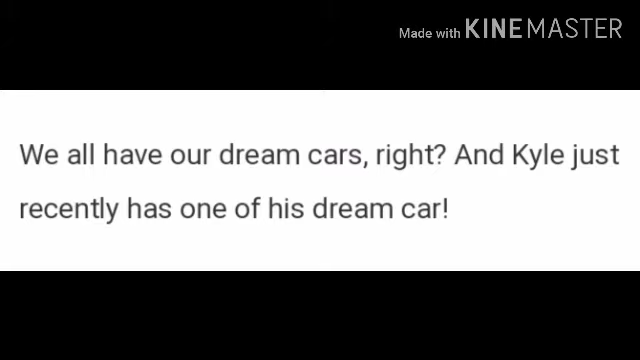 Made with KINEMASTER
We all have our dream cars, right? And Kyle just
recently has one of his dream car!